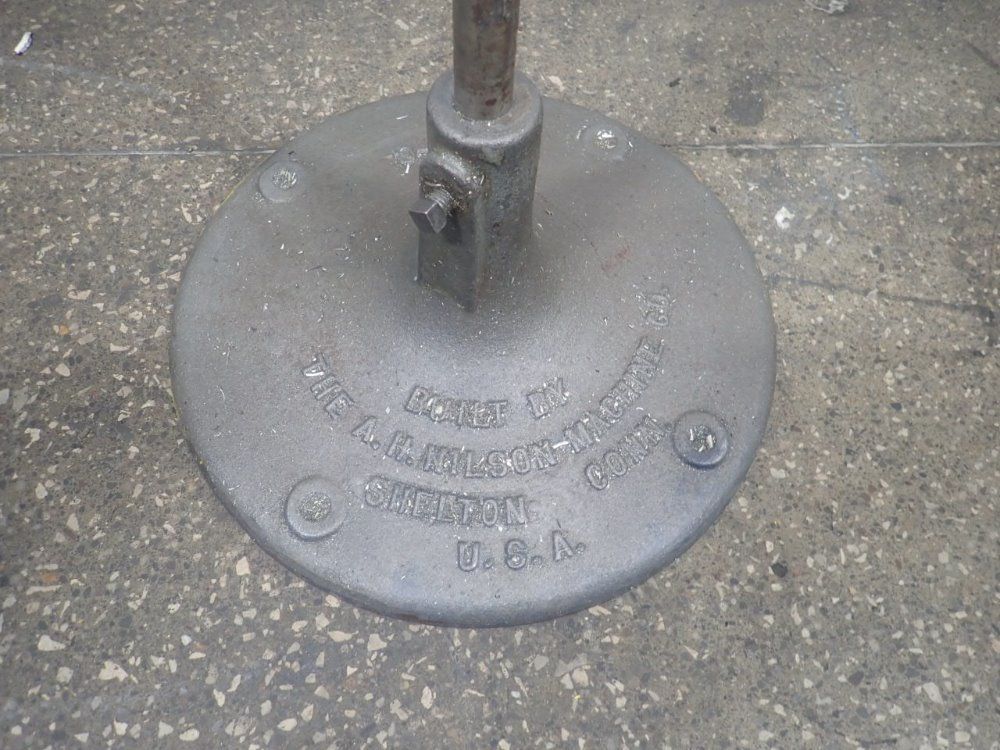 BUILT BY
THE A. H. NILSON MACHINE CO.
SHELTON CONN.
U. S. A.